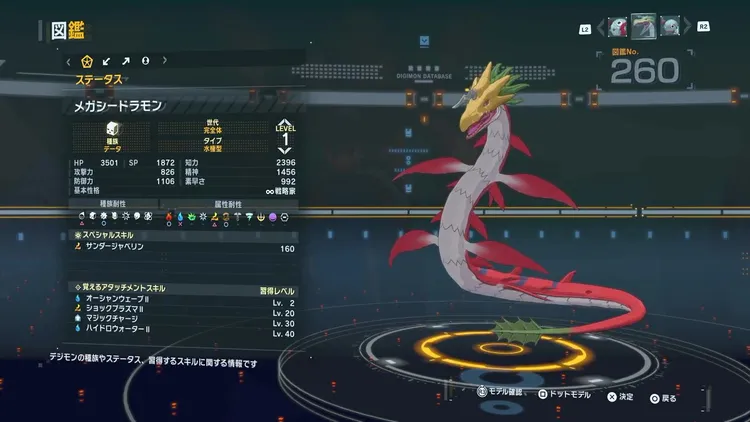 図鑑
L2
R2
図鑑No.
260
DIGIMON DATABASE
ステータス
メガシードラモン
種族
データ
世代
完全体
タイプ
水棲型
LEVEL
1
HP 3501 SP 1872 知力 2396
攻撃力 826 精神 1456
防御力 1106 素早さ 992
基本性格 ∞戦略家
種族耐性 属性耐性
スペシャルスキル
サンダージャベリン 160
覚えるアタッチメントスキル 習得レベル
オーシャンウェーブⅡ Lv. 2
ショックプラズマⅡ Lv. 20
マジックチャージ Lv. 30
ハイドロウォーターⅡ Lv. 40
デジモンの種族やステータス、習得するスキルに関する情報です
モデル確認 ドットモデル 決定 戻る